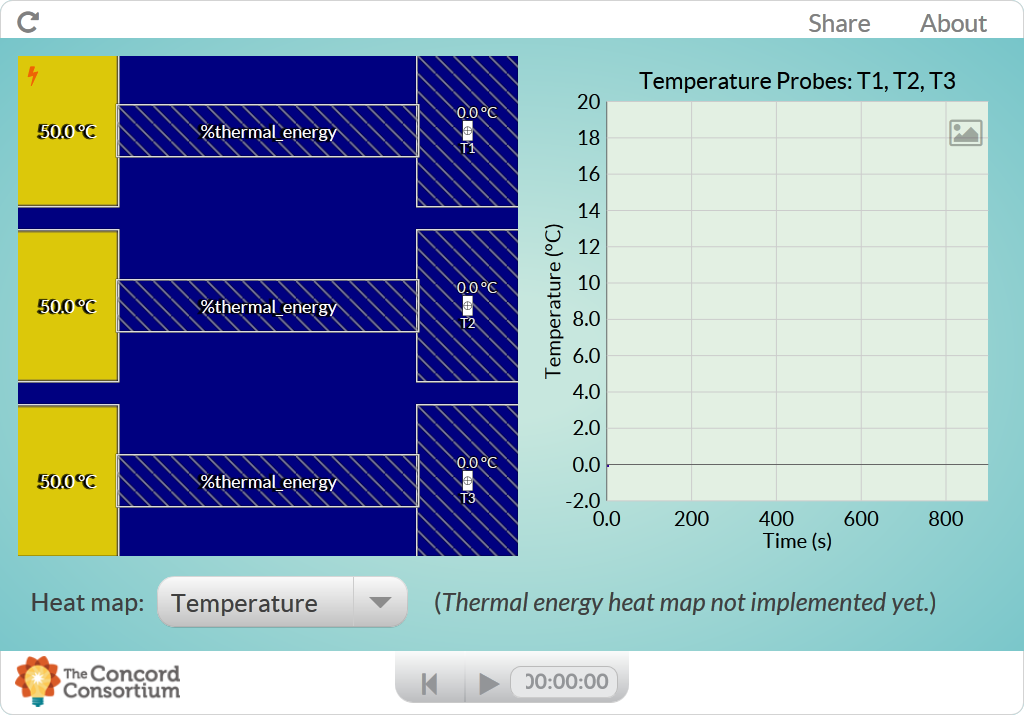 Share About
50.0 °C
%thermal_energy
0.0 °C
T1
50.0 °C
%thermal_energy
0.0 °C
T2
50.0 °C
%thermal_energy
0.0 °C
T3
Temperature Probes: T1, T2, T3
20
18
16
14
12
10
8.0
6.0
4.0
2.0
0.0
-2.0
Temperature (°C)
0.0 200 400 600 800
Time (s)
Heat map: Temperature (Thermal energy heat map not implemented yet.)
The Concord
Consortium
00:00:00